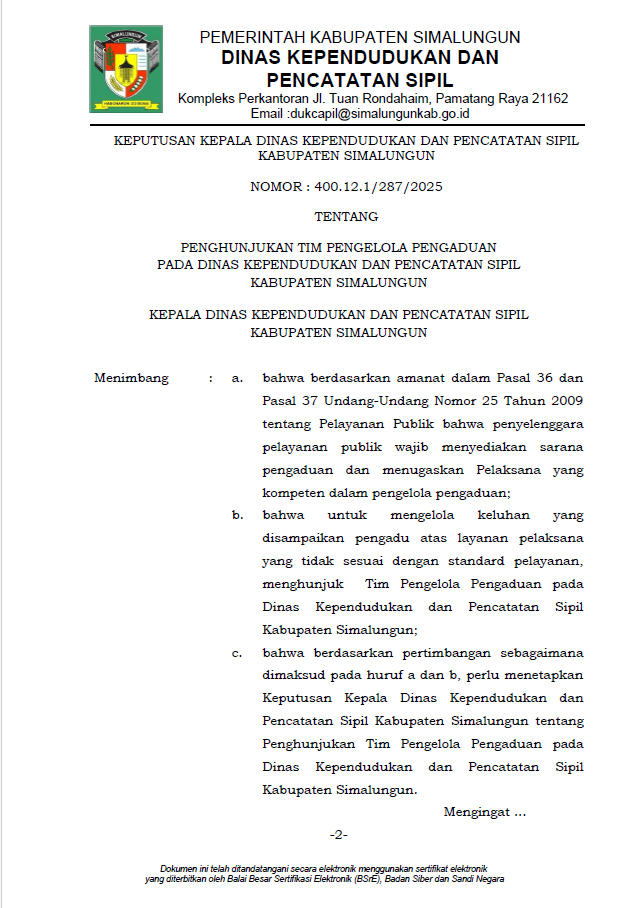 SIMALUNGUN
HABONARON DO BONA
PEMERINTAH KABUPATEN SIMALUNGUN
DINAS KEPENDUDUKAN DAN
PENCATATAN SIPIL
Kompleks Perkantoran Jl. Tuan Rondahaim, Pamatang Raya 21162
Email :dukcapil@simalungunkab.go.id
KEPUTUSAN KEPALA DINAS KEPENDUDUKAN DAN PENCATATAN SIPIL
KABUPATEN SIMALUNGUN
NOMOR : 400.12.1/287/2025
TENTANG
PENGHUNJUKAN TIM PENGELOLA PENGADUAN
PADA DINAS KEPENDUDUKAN DAN PENCATATAN SIPIL
KABUPATEN SIMALUNGUN
KEPALA DINAS KEPENDUDUKAN DAN PENCATATAN SIPIL
KABUPATEN SIMALUNGUN
Menimbang : a. bahwa berdasarkan amanat dalam Pasal 36 dan
Pasal 37 Undang-Undang Nomor 25 Tahun 2009
tentang Pelayanan Publik bahwa penyelenggara
pelayanan publik wajib menyediakan sarana
pengaduan dan menugaskan Pelaksana yang
kompeten dalam pengelola pengaduan;
b. bahwa untuk mengelola keluhan yang
disampaikan pengadu atas layanan pelaksana
yang tidak sesuai dengan standard pelayanan,
menghunjuk Tim Pengelola Pengaduan pada
Dinas Kependudukan dan Pencatatan Sipil
Kabupaten Simalungun;
c. bahwa berdasarkan pertimbangan sebagaimana
dimaksud pada huruf a dan b, perlu menetapkan
Keputusan Kepala Dinas Kependudukan dan
Pencatatan Sipil Kabupaten Simalungun tentang
Penghunjukan Tim Pengelola Pengaduan pada
Dinas Kependudukan dan Pencatatan Sipil
Kabupaten Simalungun.
Mengingat ...
-2-
Dokumen ini telah ditandatangani secara elektronik menggunakan sertifikat elektronik
yang diterbitkan oleh Balai Besar Sertifikasi Elektronik (BSrE), Badan Siber dan Sandi Negara